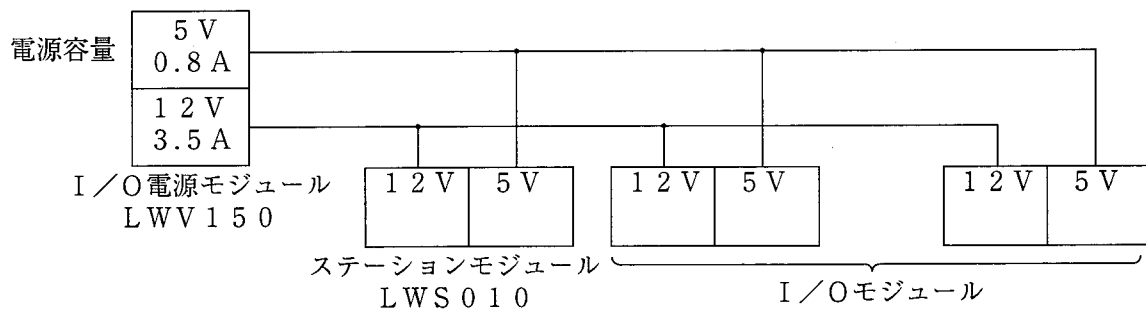 電源容量
5V
0.8A
12V
3.5A
I/O電源モジュール
LWV150
12V 5V
ステーションモジュール
LWS010
12V 5V
12V 5V
I/Oモジュール